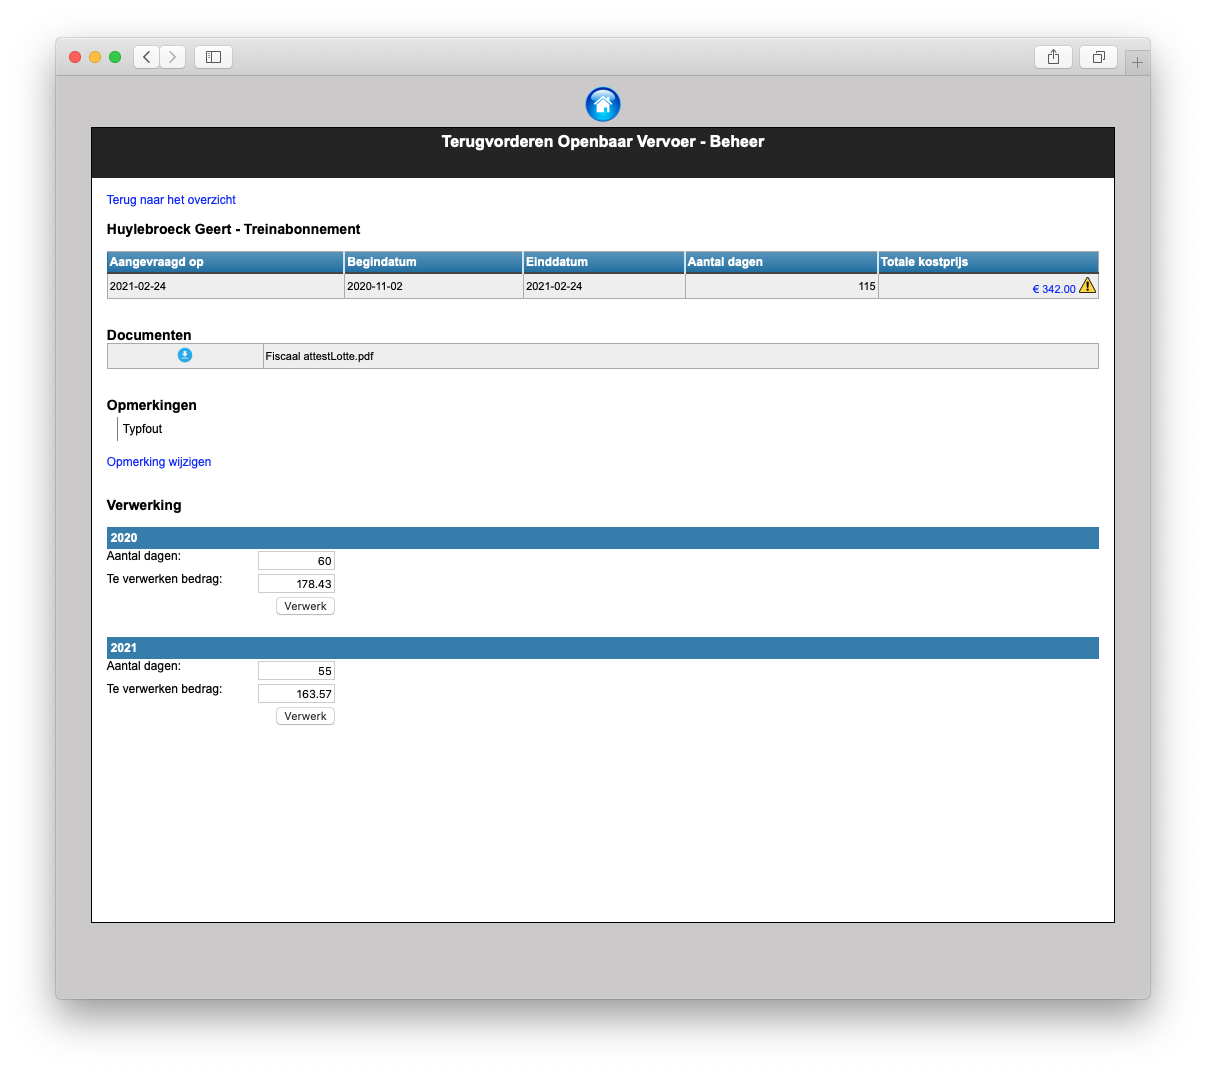 Terugvorderen Openbaar Vervoer - Beheer
Terug naar het overzicht
Huylebroeck Geert - Treinabonnement
Aangevraagd op Begindatum Einddatum Aantal dagen Totale kostprijs
2021-02-24 2020-11-02 2021-02-24 115 € 342.00
Documenten
Fiscaal attestLotte.pdf
Opmerkingen
Typfout
Opmerking wijzigen
Verwerking
2020
Aantal dagen: 60
Te verwerken bedrag: 178.43
Verwerk
2021
Aantal dagen: 55
Te verwerken bedrag: 163.57
Verwerk